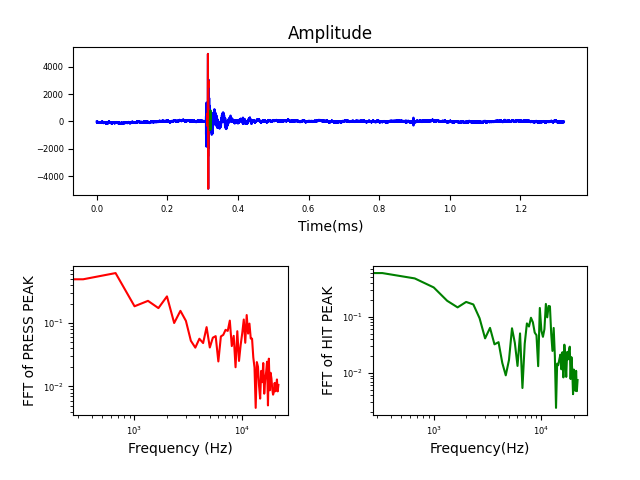 Amplitude
4000
2000
0
−2000
−4000
0.0 0.2 0.4 0.6 0.8 1.0 1.2
Time(ms)
FFT of PRESS PEAK
10⁻¹
10⁻²
10³ 10⁴
Frequency (Hz)
FFT of HIT PEAK
10⁻¹
10⁻²
10³ 10⁴
Frequency(Hz)